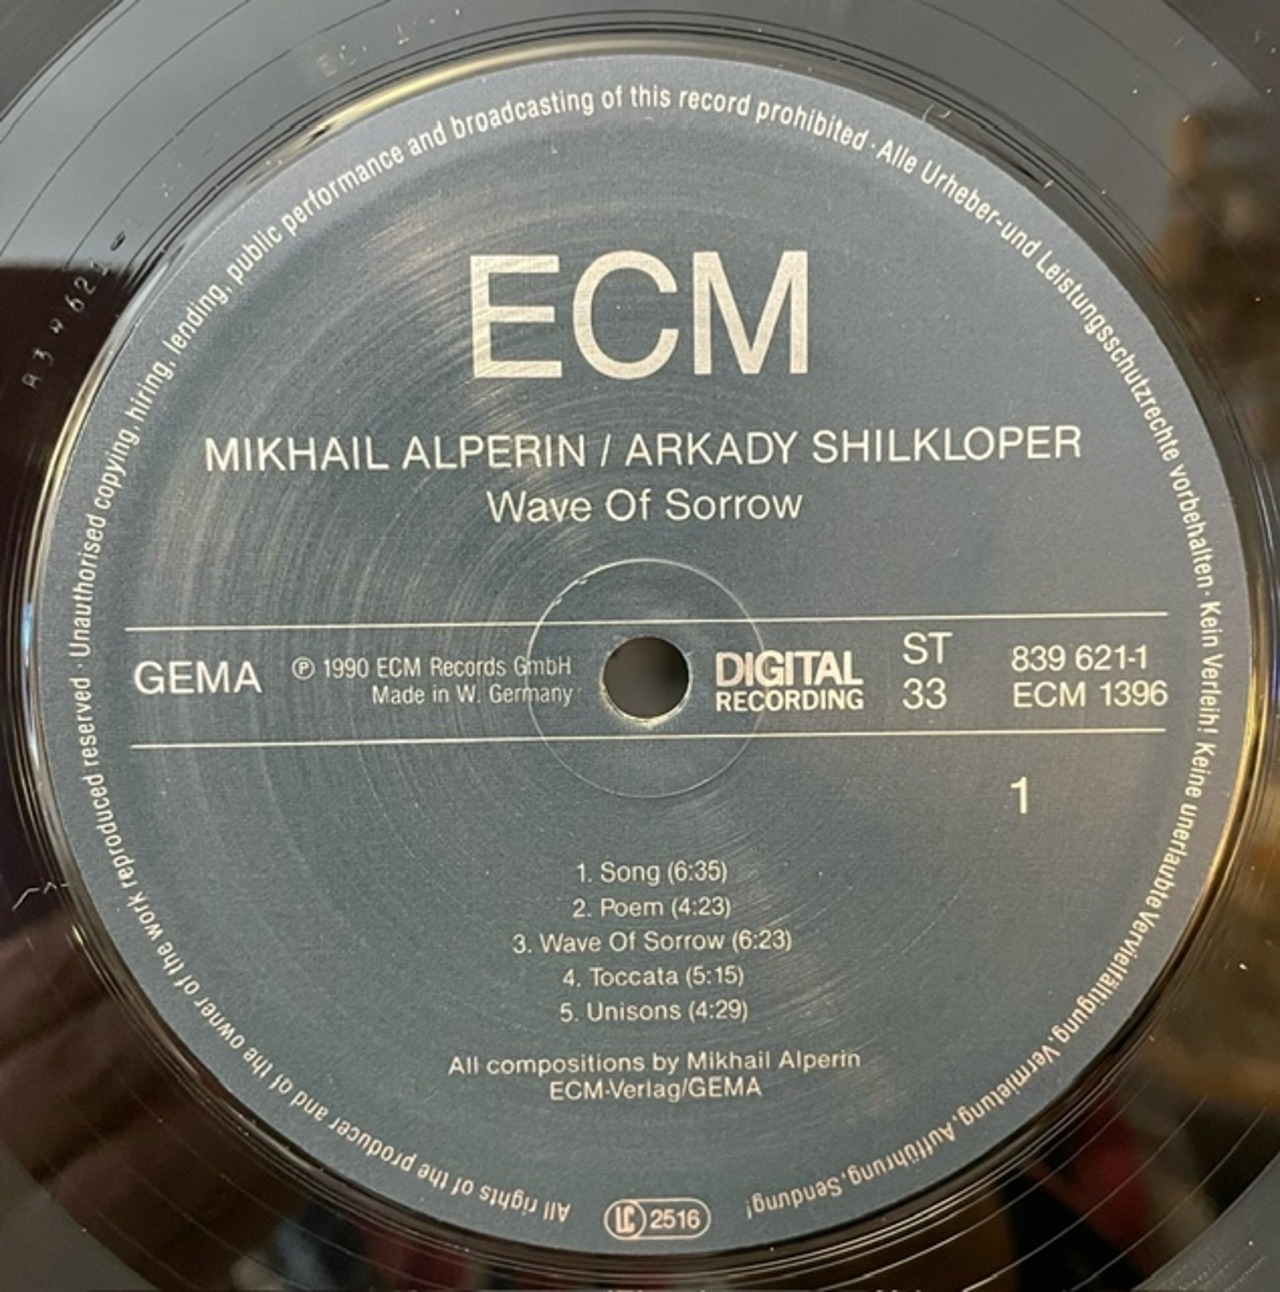 All rights of the producer and of the owner of the work reproduced reserved · Unauthorised copying, hiring, lending, public performance and broadcasting of this record prohibited · Alle Urheber-und Leistungsschutzrechte vorbehalten · Kein Verleih! Keine unerlaubte Vervielfältigung, Vermietung, Aufführung, Sendung!
ECM
MIKHAIL ALPERIN / ARKADY SHILKLOPER
Wave Of Sorrow
GEMA
℗ 1990 ECM Records GmbH
Made in W. Germany
DIGITAL
RECORDING
ST
33
839 621-1
ECM 1396
1
1. Song (6:35)
2. Poem (4:23)
3. Wave Of Sorrow (6:23)
4. Toccata (5:15)
5. Unisons (4:29)
All compositions by Mikhail Alperin
ECM-Verlag/GEMA
LC 2516